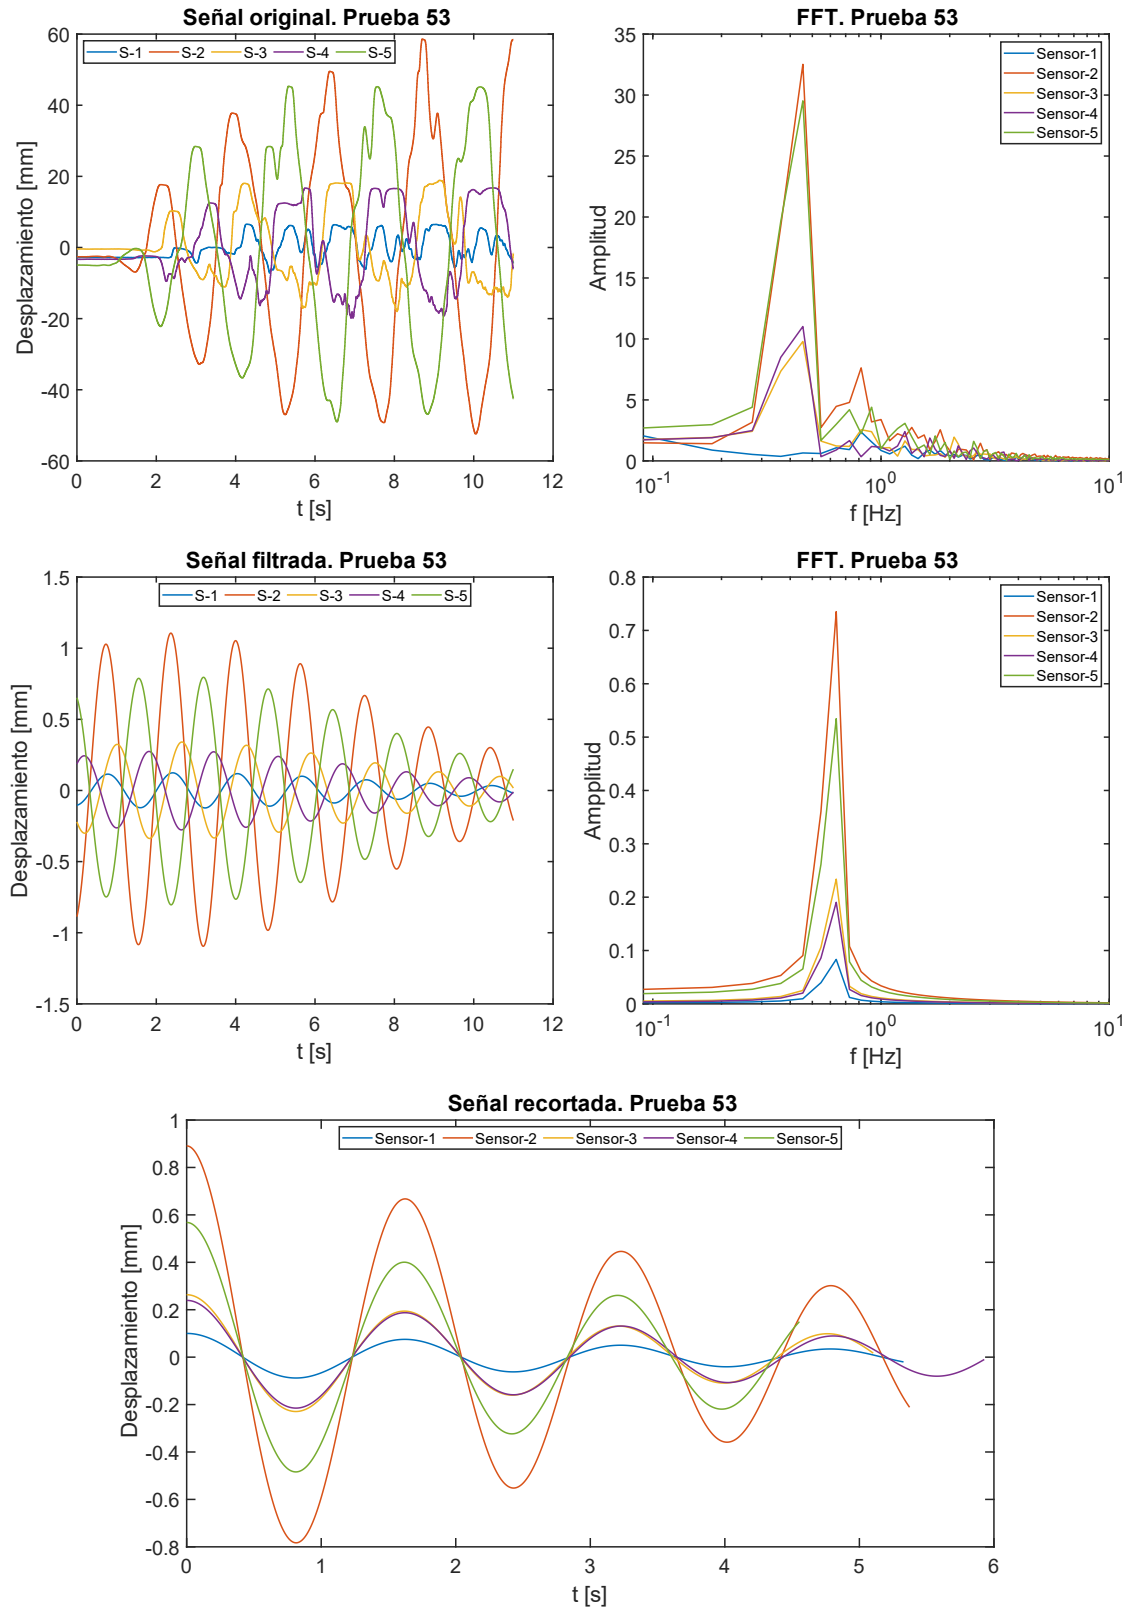 Señal original. Prueba 53
S-1 S-2 S-3 S-4 S-5
60
40
20
0
-20
-40
-60
Desplazamiento [mm]
0 2 4 6 8 10 12
t [s]
FFT. Prueba 53
Sensor-1
Sensor-2
Sensor-3
Sensor-4
Sensor-5
35
30
25
20
15
10
5
0
Amplitud
10-1 100 101
f [Hz]
Señal filtrada. Prueba 53
S-1 S-2 S-3 S-4 S-5
1.5
1
0.5
0
-0.5
-1
-1.5
Desplazamiento [mm]
0 2 4 6 8 10 12
t [s]
FFT. Prueba 53
Sensor-1
Sensor-2
Sensor-3
Sensor-4
Sensor-5
0.8
0.7
0.6
0.5
0.4
0.3
0.2
0.1
0
Ampplitud
10-1 100 101
f [Hz]
Señal recortada. Prueba 53
Sensor-1 Sensor-2 Sensor-3 Sensor-4 Sensor-5
1
0.8
0.6
0.4
0.2
0
-0.2
-0.4
-0.6
-0.8
Desplazamiento [mm]
0 1 2 3 4 5 6
t [s]